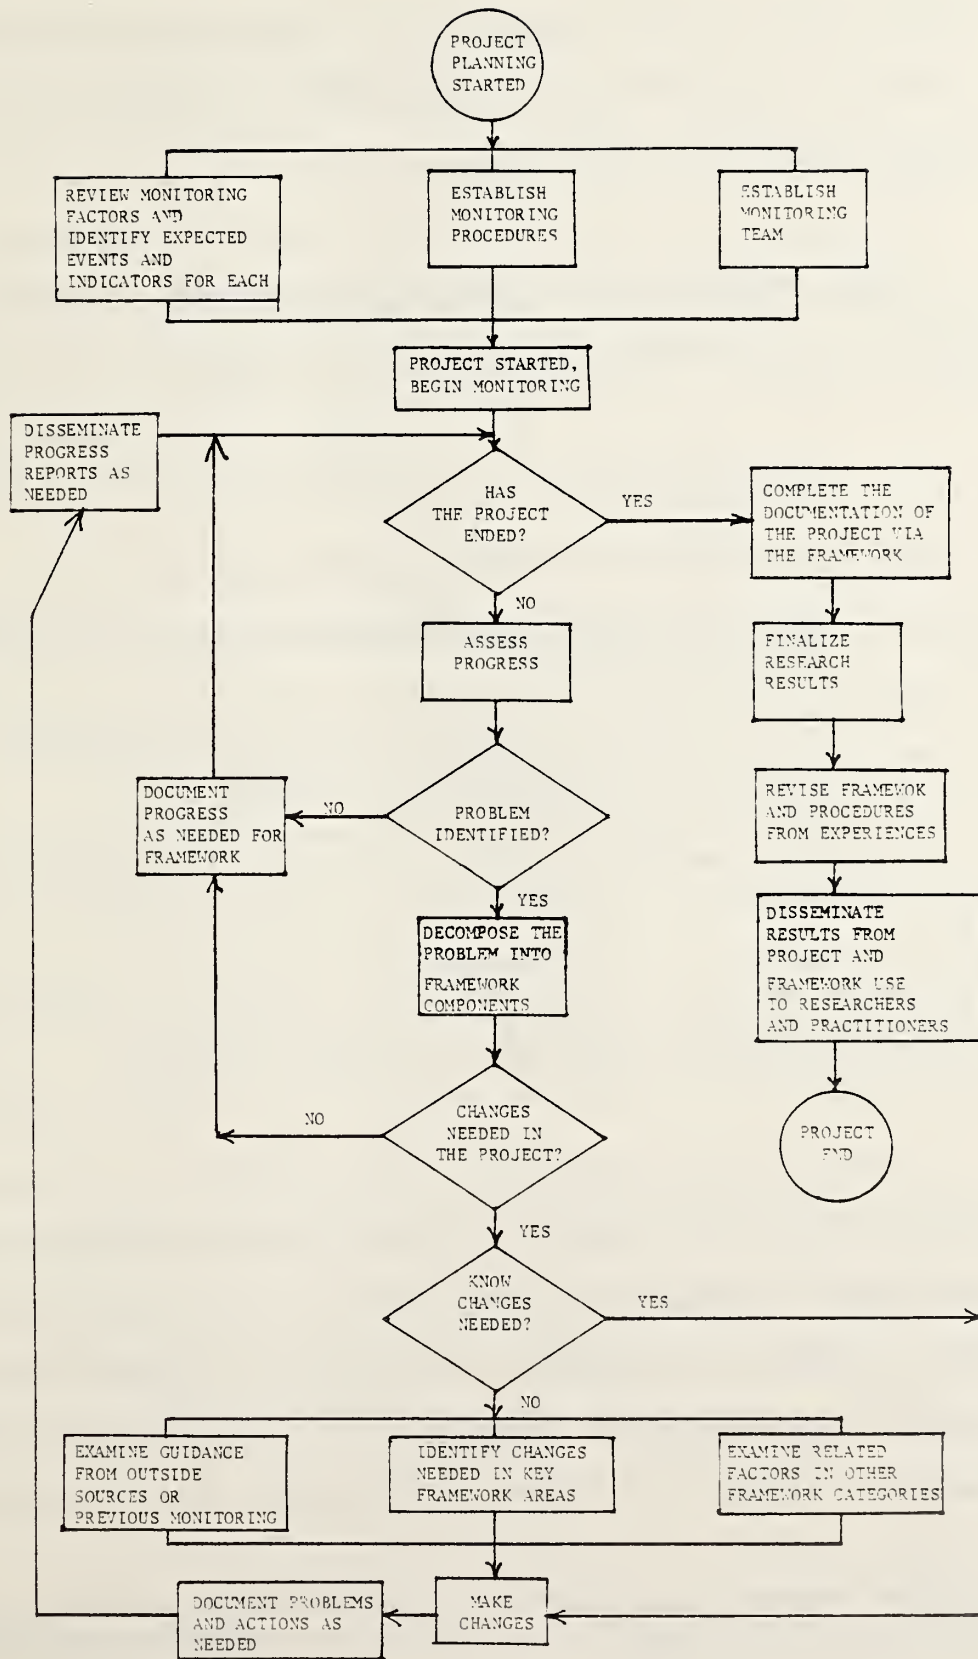 PROJECT
PLANNING
STARTED
REVIEW MONITORING
FACTORS AND
IDENTIFY EXPECTED
EVENTS AND
INDICATORS FOR EACH
ESTABLISH
MONITORING
PROCEDURES
ESTABLISH
MONITORING
TEAM
PROJECT STARTED,
BEGIN MONITORING
DISSEMINATE
PROGRESS
REPORTS AS
NEEDED
HAS
THE PROJECT
ENDED?
YES
COMPLETE THE
DOCUMENTATION OF
THE PROJECT VIA
THE FRAMEWORK
NO
ASSESS
PROGRESS
FINALIZE
RESEARCH
RESULTS
DOCUMENT
PROGRESS
AS NEEDED FOR
FRAMEWORK
NO
PROBLEM
IDENTIFIED?
REVISE FRAMEWOK
AND PROCEDURES
FROM EXPERIENCES
YES
DECOMPOSE THE
PROBLEM INTO
FRAMEWORK
COMPONENTS
DISSEMINATE
RESULTS FROM
PROJECT AND
FRAMEWORK USE
TO RESEARCHERS
AND PRACTITIONERS
NO
CHANGES
NEEDED IN
THE PROJECT?
PROJECT
END
YES
KNOW
CHANGES
NEEDED?
YES
NO
EXAMINE GUIDANCE
FROM OUTSIDE
SOURCES OR
PREVIOUS MONITORING
IDENTIFY CHANGES
NEEDED IN KEY
FRAMEWORK AREAS
EXAMINE RELATED
FACTORS IN OTHER
FRAMEWORK CATEGORIES
DOCUMENT PROBLEMS
AND ACTIONS AS
NEEDED
MAKE
CHANGES